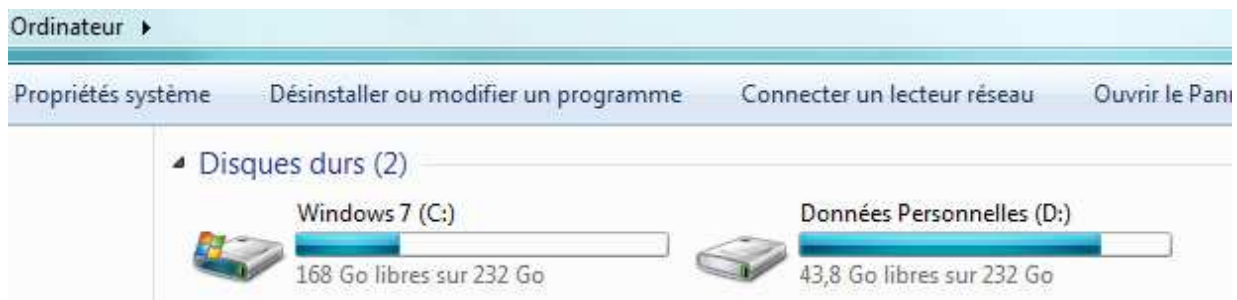 Ordinateur
Propriétés système Désinstaller ou modifier un programme Connecter un lecteur réseau Ouvrir le
Disques durs (2)
Windows 7 (C:) Données Personnelles (D:)
168 Go libres sur 232 Go 43,8 Go libres sur 232 Go